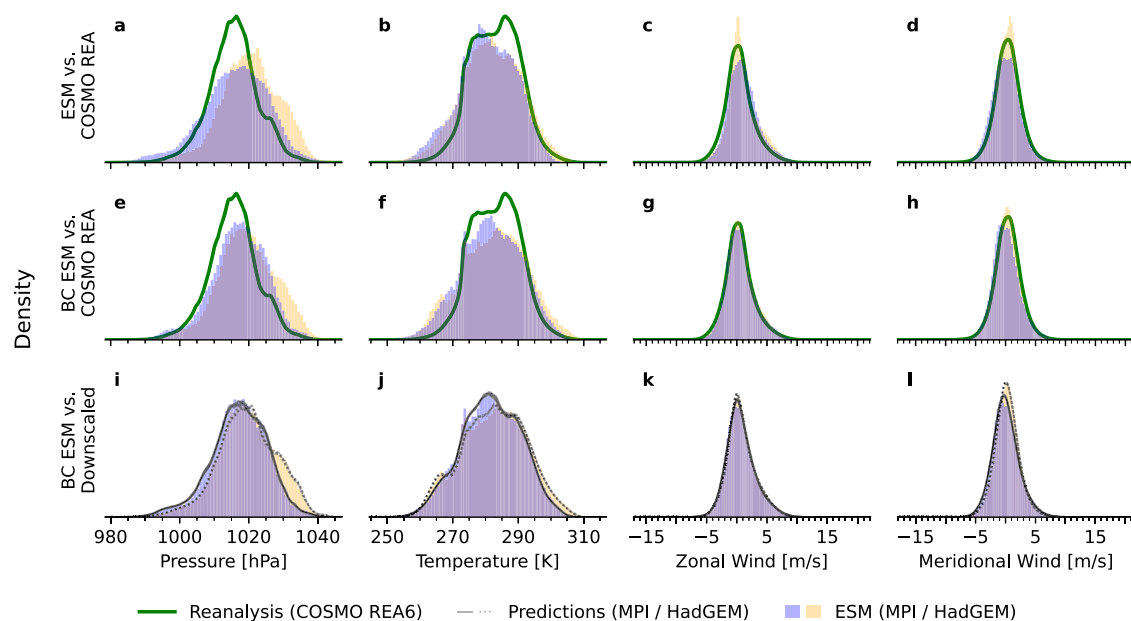 a b c d
ESM vs.
COSMO REA
e f g h
BC ESM vs.
COSMO REA
Density
i j k l
BC ESM vs.
Downscaled
980 1000 1020 1040 250 270 290 310 −15 −5 5 15 −15 −5 5 15
Pressure [hPa] Temperature [K] Zonal Wind [m/s] Meridional Wind [m/s]
Reanalysis (COSMO REA6) Predictions (MPI / HadGEM) ESM (MPI / HadGEM)